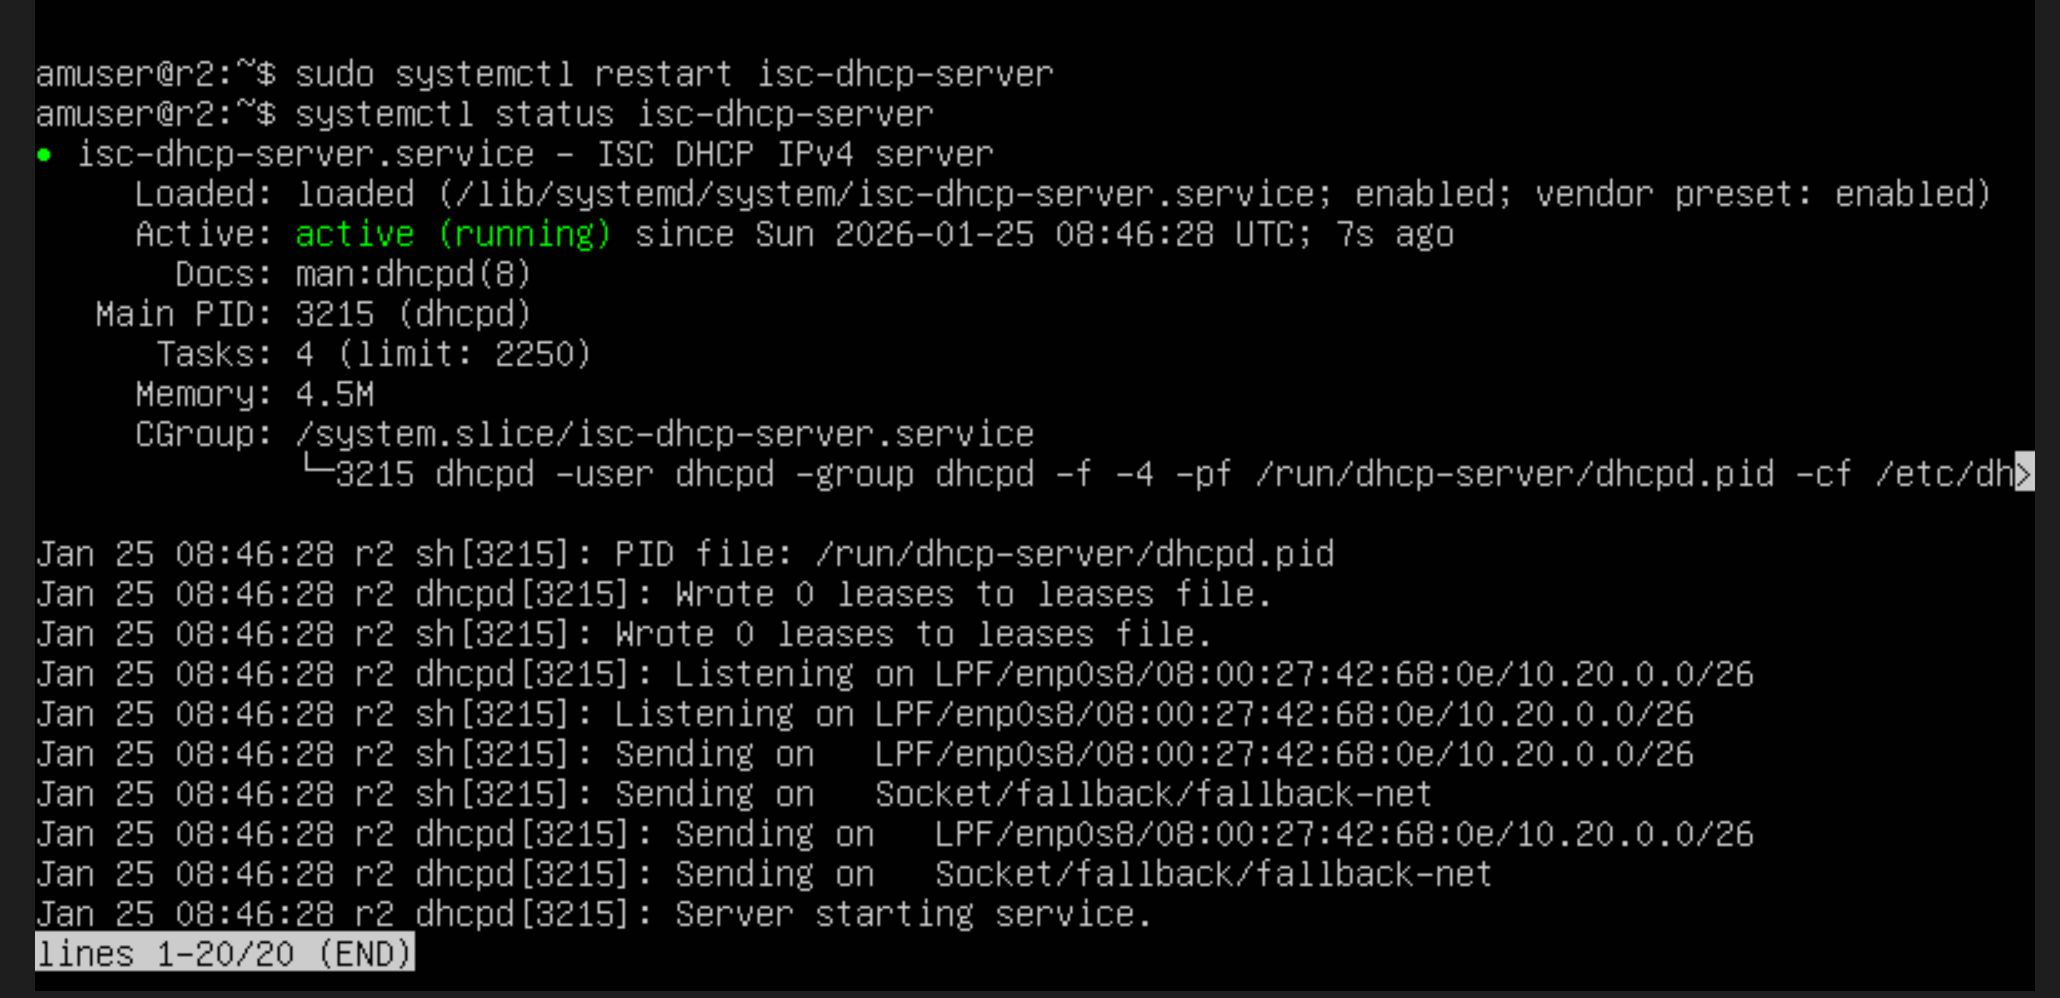 amuser@r2:~$ sudo systemctl restart isc-dhcp-server
amuser@r2:~$ systemctl status isc-dhcp-server
● isc-dhcp-server.service - ISC DHCP IPv4 server
     Loaded: loaded (/lib/systemd/system/isc-dhcp-server.service; enabled; vendor preset: enabled)
     Active: active (running) since Sun 2026-01-25 08:46:28 UTC; 7s ago
       Docs: man:dhcpd(8)
   Main PID: 3215 (dhcpd)
      Tasks: 4 (limit: 2250)
     Memory: 4.5M
     CGroup: /system.slice/isc-dhcp-server.service
             └─3215 dhcpd -user dhcpd -group dhcpd -f -4 -pf /run/dhcp-server/dhcpd.pid -cf /etc/dh>
Jan 25 08:46:28 r2 sh[3215]: PID file: /run/dhcp-server/dhcpd.pid
Jan 25 08:46:28 r2 dhcpd[3215]: Wrote 0 leases to leases file.
Jan 25 08:46:28 r2 sh[3215]: Wrote 0 leases to leases file.
Jan 25 08:46:28 r2 dhcpd[3215]: Listening on LPF/enp0s8/08:00:27:42:68:0e/10.20.0.0/26
Jan 25 08:46:28 r2 sh[3215]: Listening on LPF/enp0s8/08:00:27:42:68:0e/10.20.0.0/26
Jan 25 08:46:28 r2 sh[3215]: Sending on   LPF/enp0s8/08:00:27:42:68:0e/10.20.0.0/26
Jan 25 08:46:28 r2 sh[3215]: Sending on   Socket/fallback/fallback-net
Jan 25 08:46:28 r2 dhcpd[3215]: Sending on   LPF/enp0s8/08:00:27:42:68:0e/10.20.0.0/26
Jan 25 08:46:28 r2 dhcpd[3215]: Sending on   Socket/fallback/fallback-net
Jan 25 08:46:28 r2 dhcpd[3215]: Server starting service.
lines 1-20/20 (END)